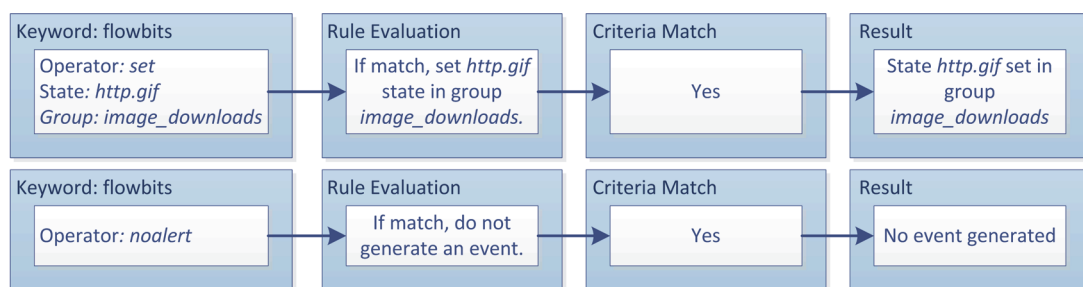 Keyword: flowbits
Operator: set
State: http.gif
Group: image_downloads
Rule Evaluation
If match, set http.gif
state in group
image_downloads.
Criteria Match
Yes
Result
State http.gif set in
group
image_downloads
Keyword: flowbits
Operator: noalert
Rule Evaluation
If match, do not
generate an event.
Criteria Match
Yes
Result
No event generated